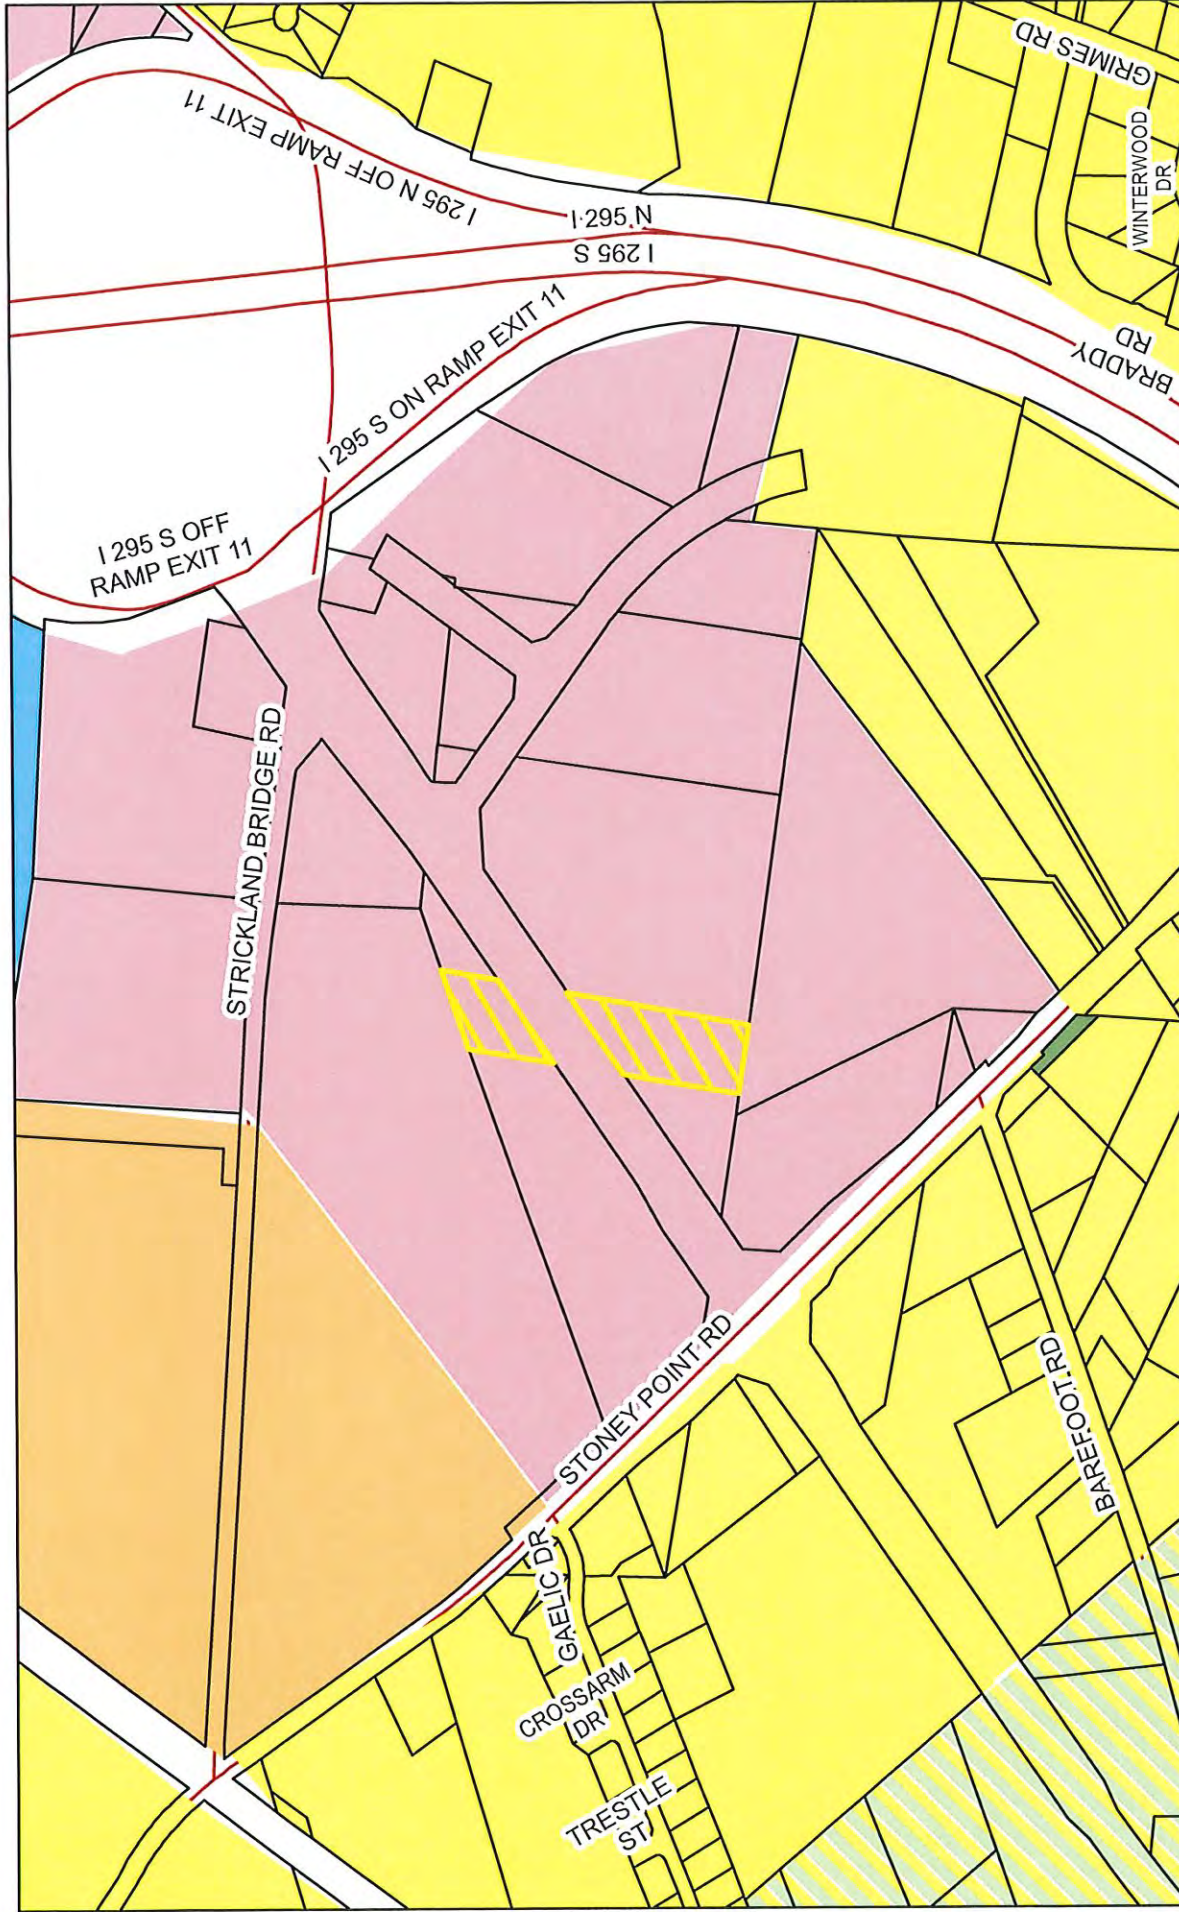 GRIMES RD
I 295 N OFF RAMP EXIT 11
WINTERWOOD
DR
I 295 N
I 295 S
I 295 S ON RAMP EXIT 11
BRADDY
RD
I 295 S OFF
RAMP EXIT 11
STRICKLAND BRIDGE RD
STONEY POINT RD
BAREFOOT RD
GAELIC DR
CROSSARM
DR
TRESTLE
ST